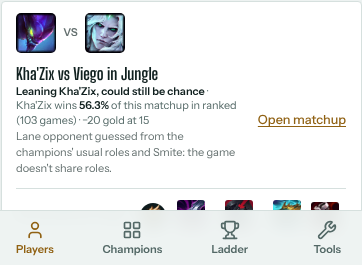 VS
Kha'Zix vs Viego in Jungle
Leaning Kha'Zix, could still be chance ·
Kha'Zix wins 56.3% of this matchup in ranked
(103 games) · -20 gold at 15
Open matchup
Lane opponent guessed from the
champions' usual roles and Smite: the game
doesn't share roles.
Players
Champions
Ladder
Tools